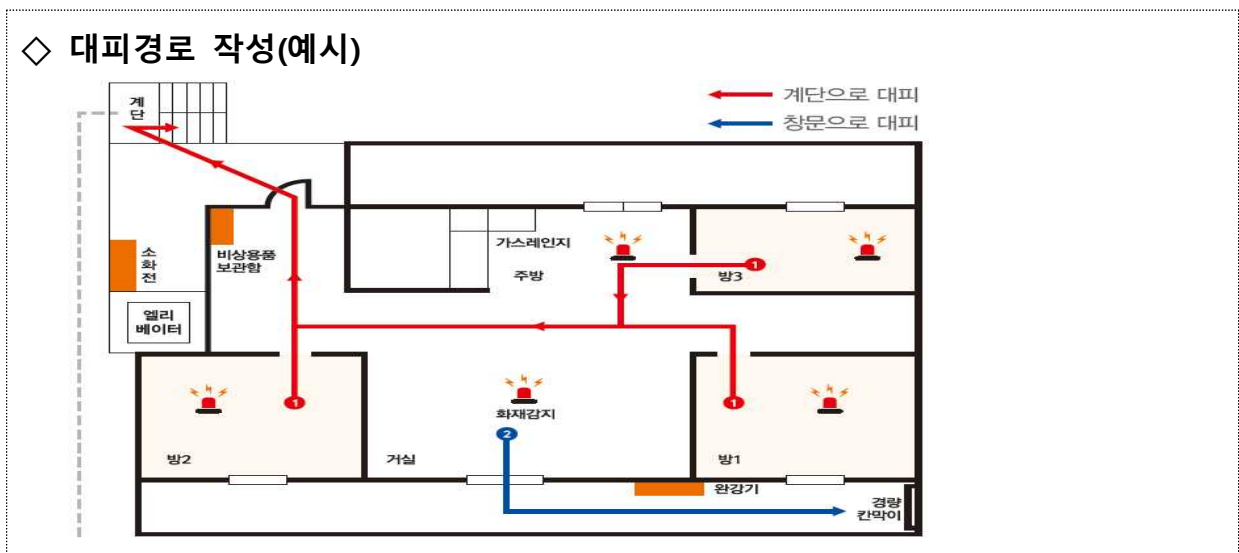 ◇ 대피경로 작성(예시)
계단으로 대피
창문으로 대피
계
단
소
화
전
비상용품
보관함
가스레인지
주방
1
방3
엘리
베이터
1
방2
화재감지
2
거실
1
방1
완강기
경량
칸막이